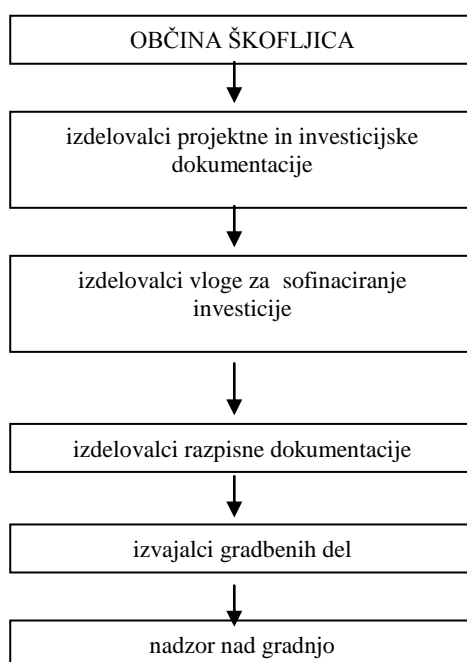 OBČINA ŠKOFLJICA
izdelovalci projektne in investicijske
dokumentacije
izdelovalci vloge za sofinaciranje
investicije
izdelovalci razpisne dokumentacije
izvajalci gradbenih del
nadzor nad gradnjo